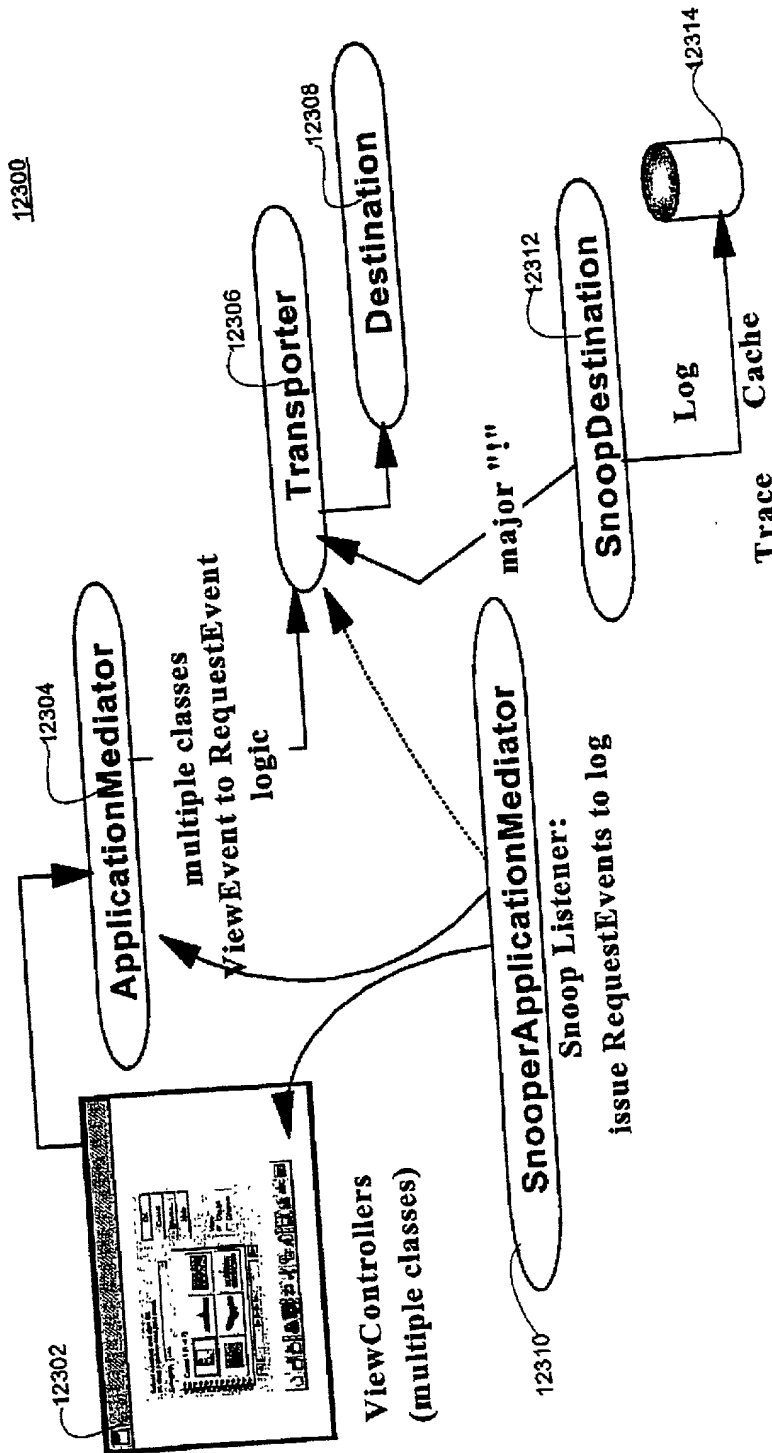 12300
12302
12304
ApplicationMediator
multiple classes
ViewEvent to RequestEvent
logic
12306
Transporter
12308
Destination
ViewControllers
(multiple classes)
major "!"
12310
SnooperApplicationMediator
Snoop Listener:
issue RequestEvents to log
12312
SnoopDestination
12314
Log
Trace
Cache